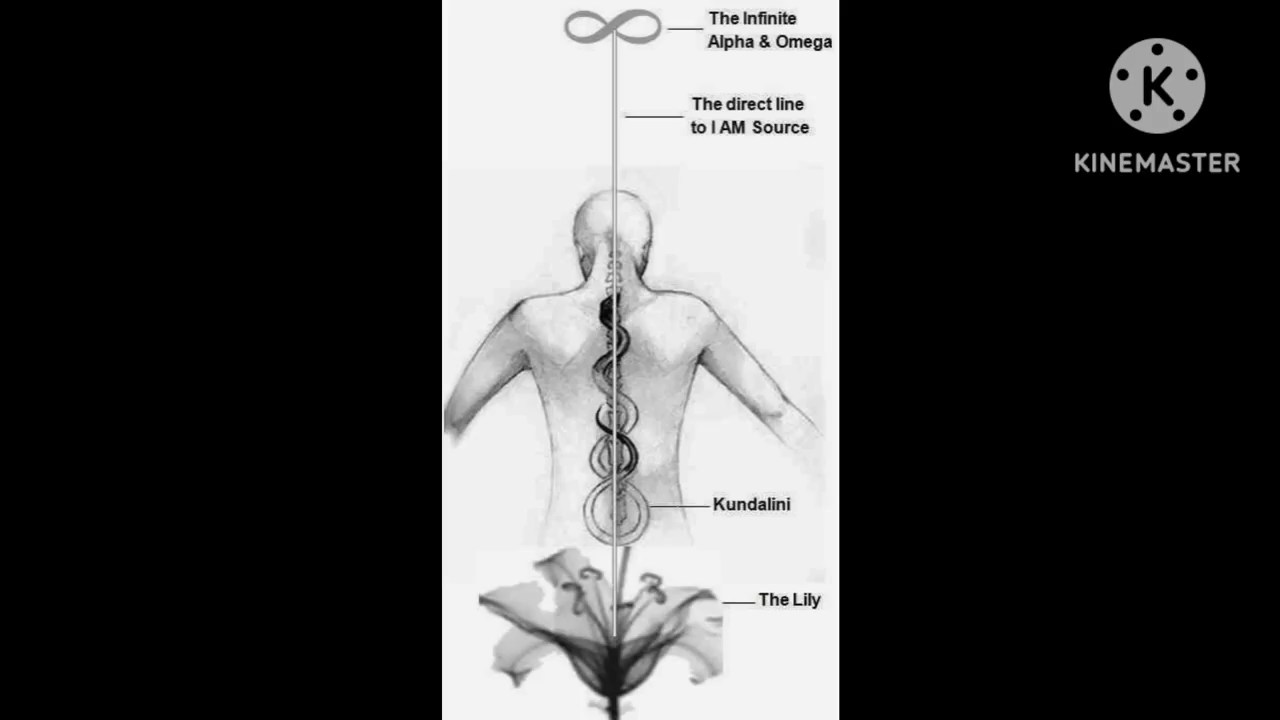 The Infinite
Alpha & Omega
The direct line
to I AM Source
Kundalini
The Lily
K
KINEMASTER